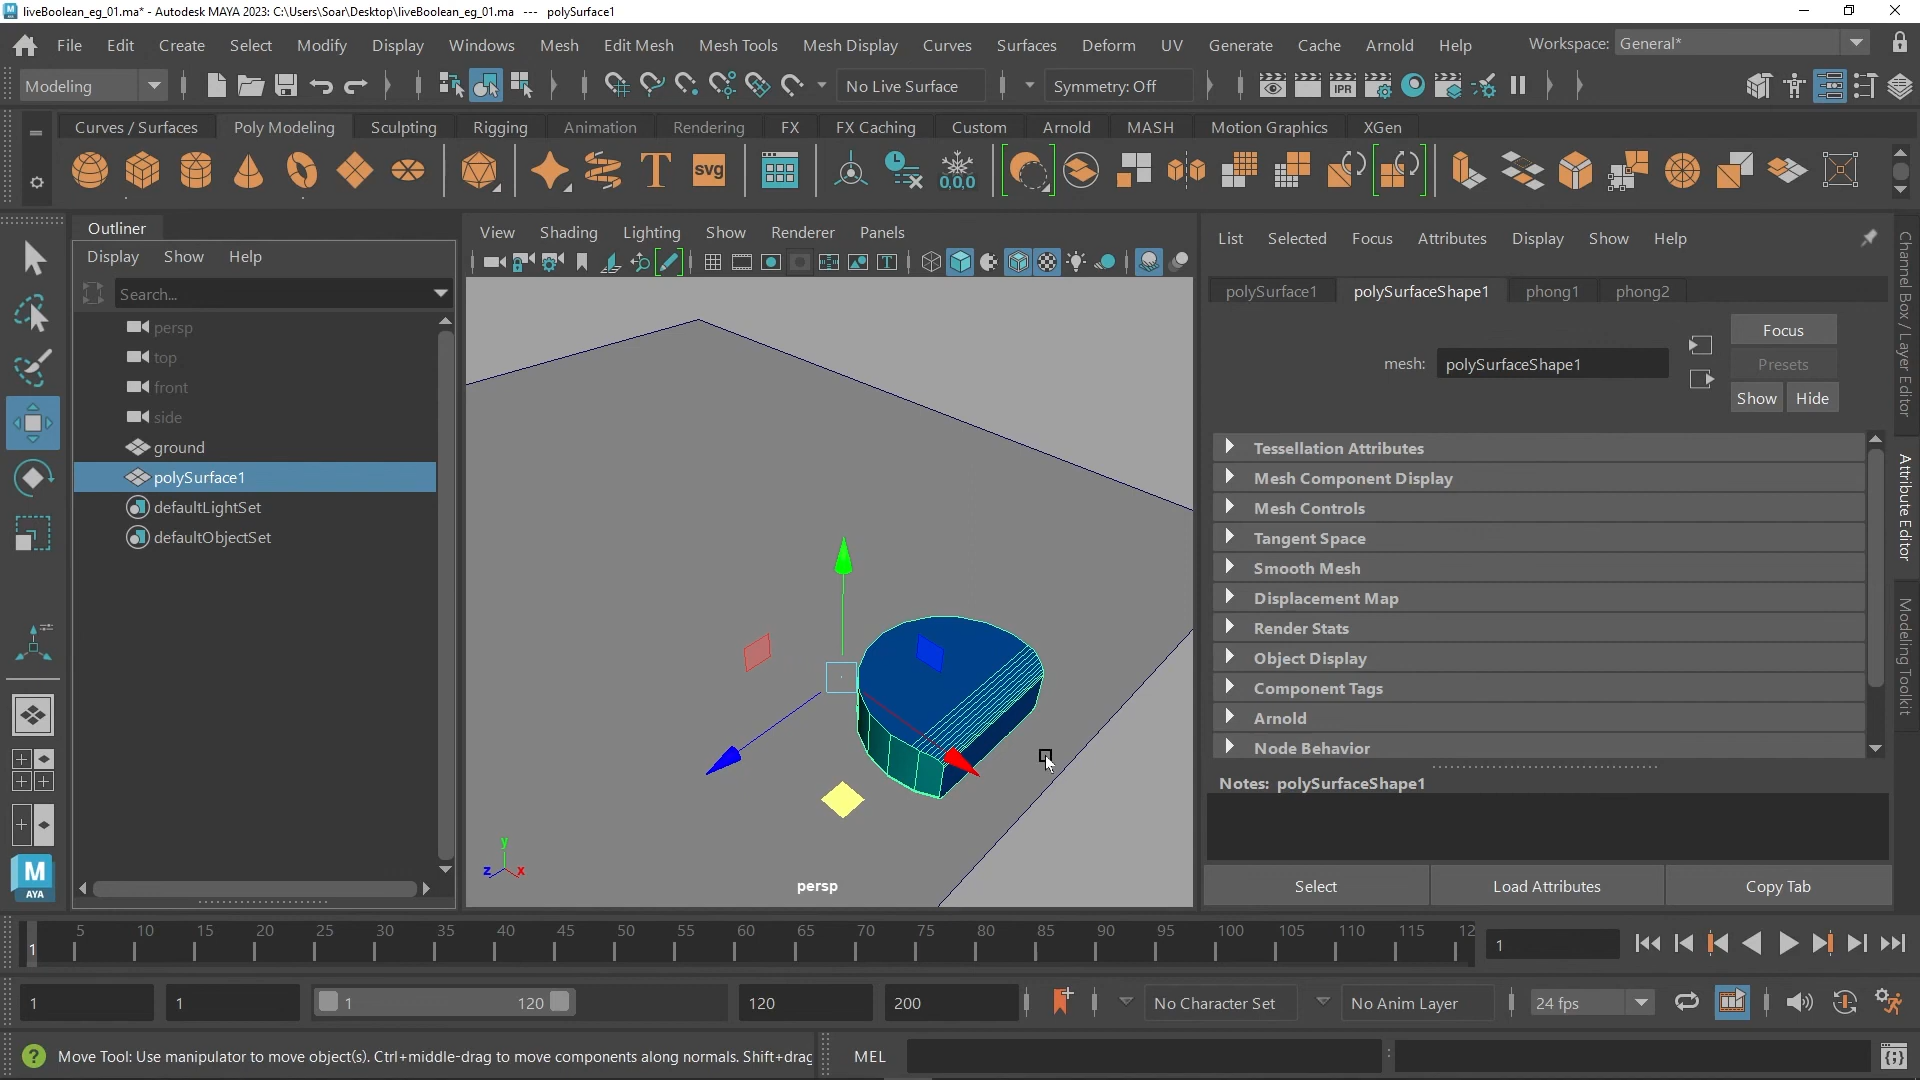 liveBoolean_eg_01.ma* - Autodesk MAYA 2023: C:\Users\Soar\Desktop\liveBoolean_eg_01.ma --- polySurface1
File Edit Create Select Modify Display Windows Mesh Edit Mesh Mesh Tools Mesh Display Curves Surfaces Deform UV Generate Cache Arnold Help Workspace: General*
Modeling No Live Surface Symmetry: Off IPR
Curves / Surfaces Poly Modeling Sculpting Rigging Animation Rendering FX FX Caching Custom Arnold MASH Motion Graphics XGen
T svg 0,0,0
Outliner
Display Show Help
Search...
persp
top
front
side
ground
polySurface1
defaultLightSet
defaultObjectSet
View Shading Lighting Show Renderer Panels
y
z x
persp
List Selected Focus Attributes Display Show Help
polySurface1 polySurfaceShape1 phong1 phong2
Focus
mesh: polySurfaceShape1 Presets
Show Hide
Tessellation Attributes
Mesh Component Display
Mesh Controls
Tangent Space
Smooth Mesh
Displacement Map
Render Stats
Object Display
Component Tags
Arnold
Node Behavior
Notes: polySurfaceShape1
Select Load Attributes Copy Tab
Channel Box / Layer Editor
Attribute Editor
Modeling Toolkit
M
AYA
1 5 10 15 20 25 30 35 40 45 50 55 60 65 70 75 80 85 90 95 100 105 110 115 12 1
1 1 1 120 120 200 No Character Set No Anim Layer 24 fps
? Move Tool: Use manipulator to move object(s). Ctrl+middle-drag to move components along normals. Shift+drag MEL